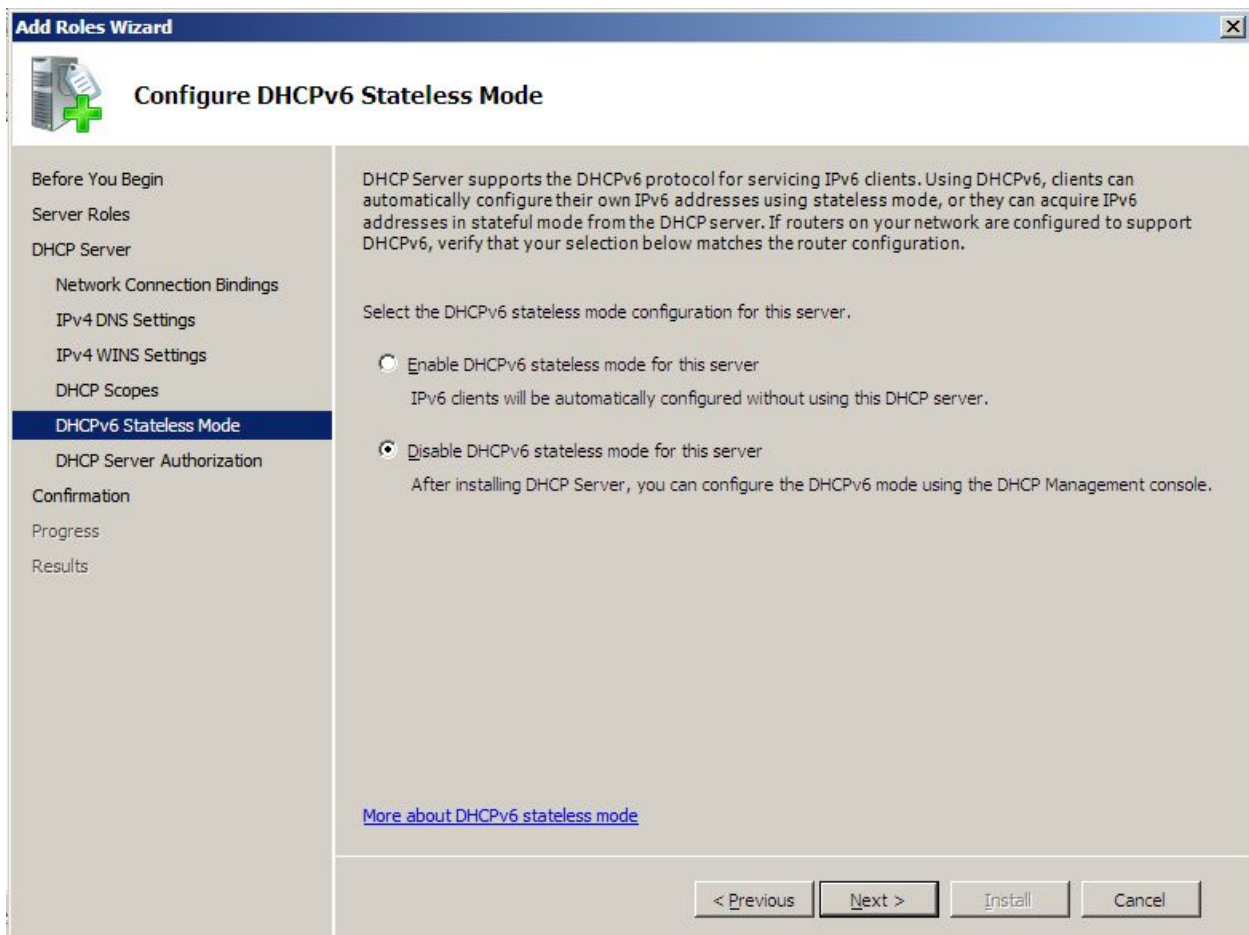 Add Roles Wizard
Configure DHCPv6 Stateless Mode
Before You Begin
Server Roles
DHCP Server
Network Connection Bindings
IPv4 DNS Settings
IPv4 WINS Settings
DHCP Scopes
DHCPv6 Stateless Mode
DHCP Server Authorization
Confirmation
Progress
Results
DHCP Server supports the DHCPv6 protocol for servicing IPv6 clients. Using DHCPv6, clients can
automatically configure their own IPv6 addresses using stateless mode, or they can acquire IPv6
addresses in stateful mode from the DHCP server. If routers on your network are configured to support
DHCPv6, verify that your selection below matches the router configuration.
Select the DHCPv6 stateless mode configuration for this server.
Enable DHCPv6 stateless mode for this server
IPv6 clients will be automatically configured without using this DHCP server.
Disable DHCPv6 stateless mode for this server
After installing DHCP Server, you can configure the DHCPv6 mode using the DHCP Management console.
More about DHCPv6 stateless mode
< Previous
Next >
Install
Cancel